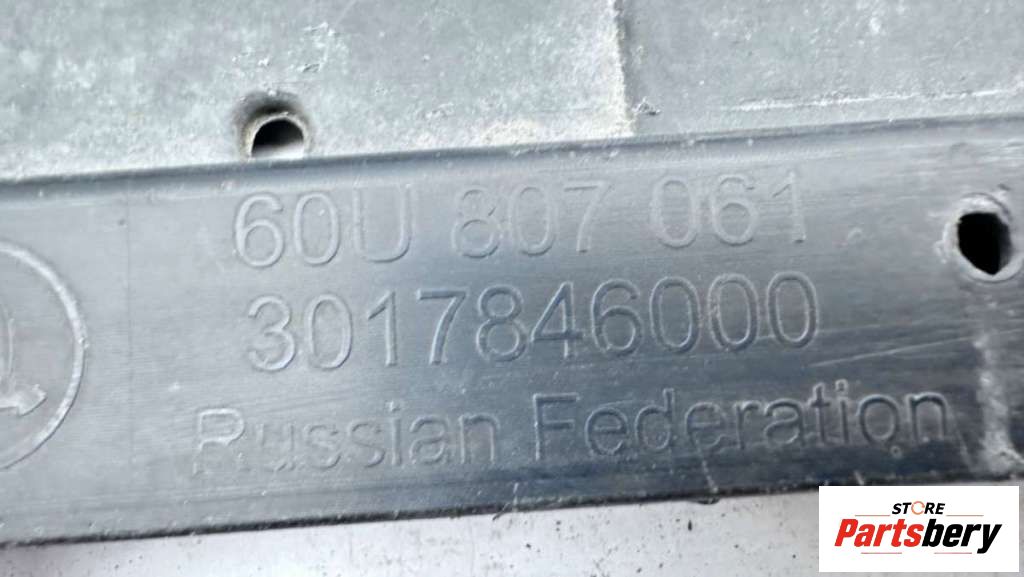 60U 807 061
3017846000
Russian Federation
STORE
Partsbery